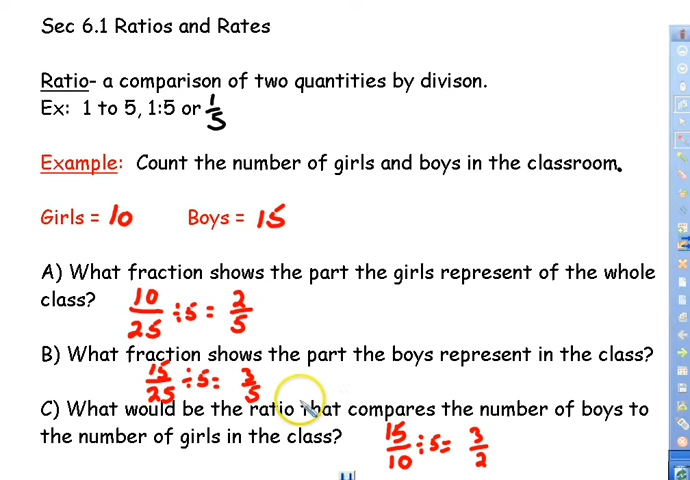 Sec 6.1 Ratios and Rates
Ratio- a comparison of two quantities by divison.
Ex: 1 to 5, 1:5 or 1/5
Example: Count the number of girls and boys in the classroom.
Girls = 10 Boys = 15
A) What fraction shows the part the girls represent of the whole
class? 10/25 ÷5 = 2/5
B) What fraction shows the part the boys represent in the class?
15/25 ÷5= 3/5
C) What would be the ratio that compares the number of boys to
the number of girls in the class? 15/10 ÷5= 3/2